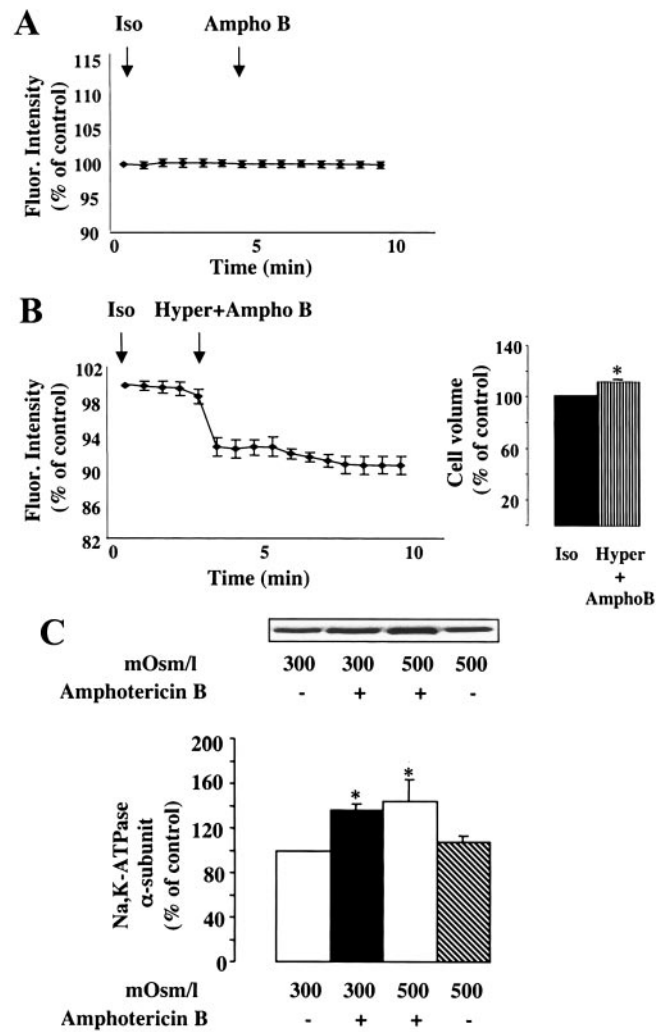 A
Iso Ampho B
115
110
105
100
95
90
Fluor. Intensity
(% of control)
0 5 10
Time (min)
B
Iso Hyper+Ampho B
102
98
94
90
86
82
Fluor. Intensity
(% of control)
0 5 10
Time (min)
140
100
60
20
Cell volume
(% of control)
*
Iso Hyper
+
AmphoB
C
mOsm/l 300 300 500 500
Amphotericin B - + + -
200
160
120
80
40
0
Na,K-ATPase
α-subunit
(% of control)
* *
mOsm/l 300 300 500 500
Amphotericin B - + + -